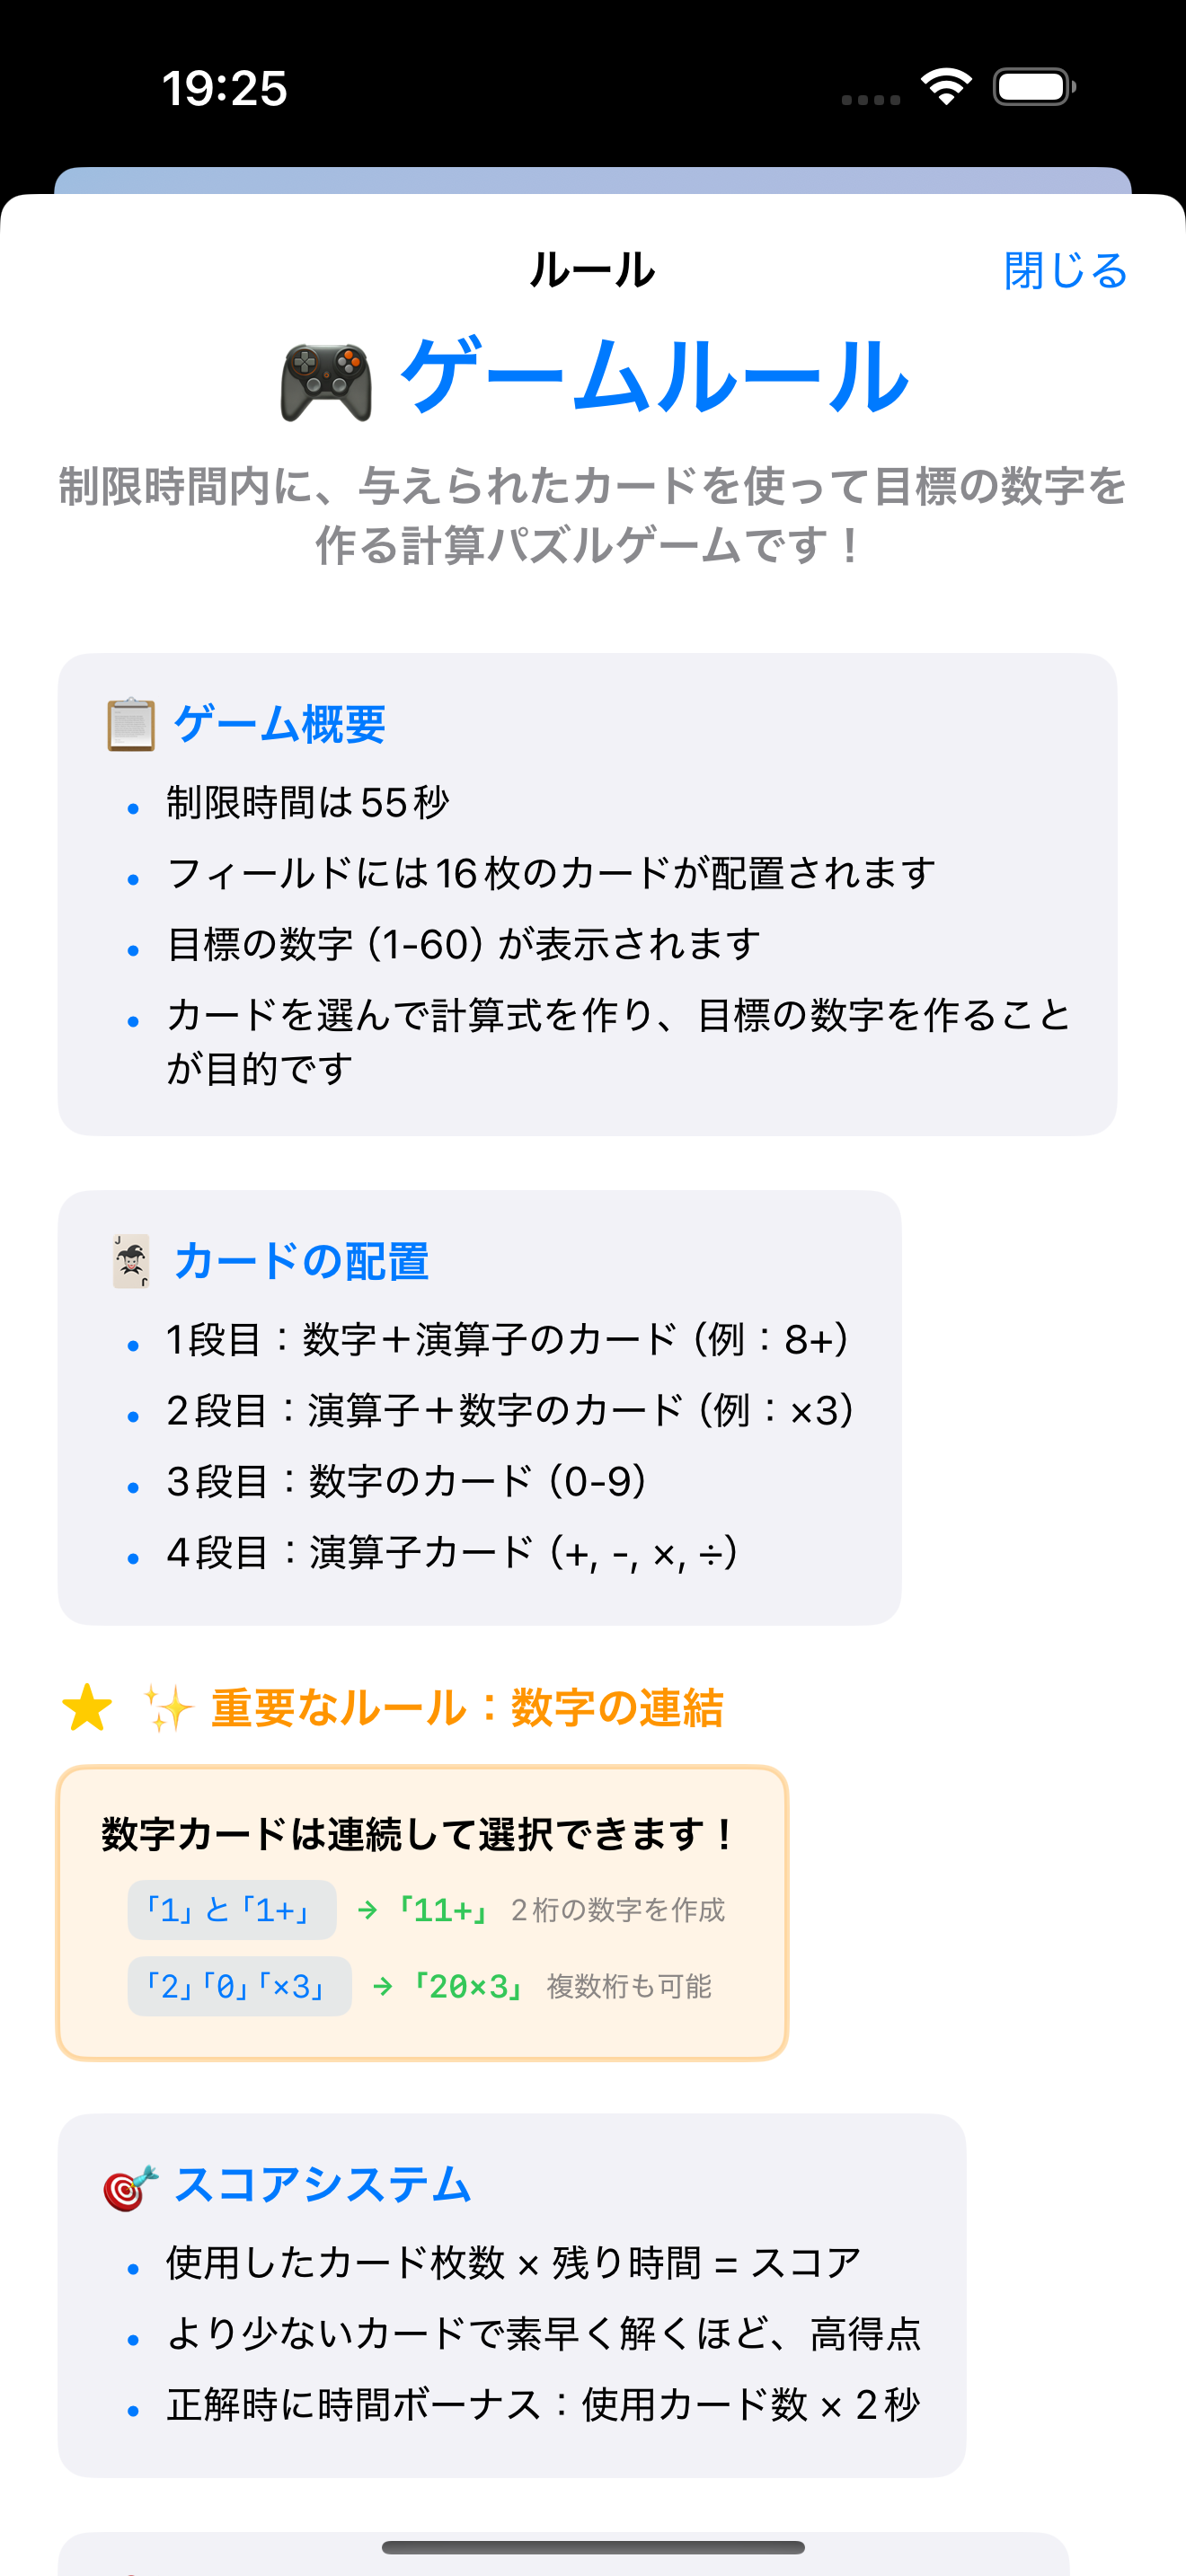 19:25
ルール
閉じる
🎮 ゲームルール
制限時間内に、与えられたカードを使って目標の数字を
作る計算パズルゲームです！
📋 ゲーム概要
• 制限時間は55秒
• フィールドには16枚のカードが配置されます
• 目標の数字（1-60）が表示されます
• カードを選んで計算式を作り、目標の数字を作ること
が目的です
🃏 カードの配置
• 1段目：数字＋演算子のカード（例：8+）
• 2段目：演算子＋数字のカード（例：×3）
• 3段目：数字のカード（0-9）
• 4段目：演算子カード（+, -, ×, ÷）
★ ✨ 重要なルール：数字の連結
数字カードは連続して選択できます！
「1」と「1+」 → 「11+」 2桁の数字を作成
「2」「0」「×3」 → 「20×3」 複数桁も可能
🎯 スコアシステム
• 使用したカード枚数 × 残り時間 = スコア
• より少ないカードで素早く解くほど、高得点
• 正解時に時間ボーナス：使用カード数 × 2秒